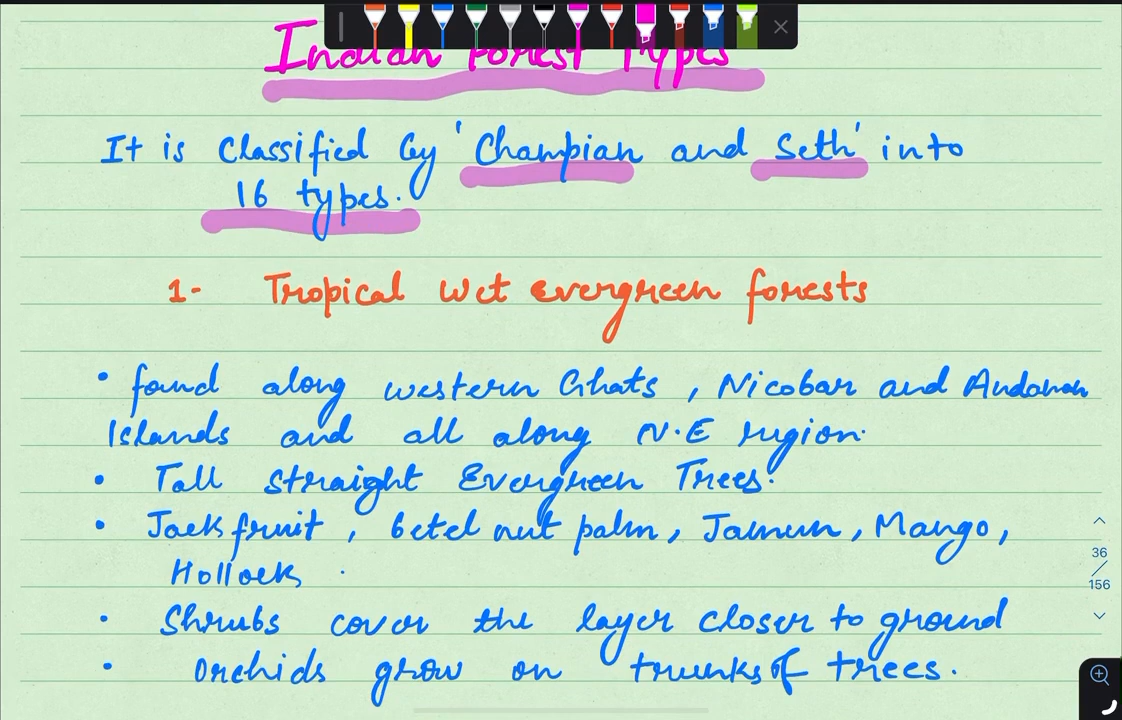 Indian Forest Types
It is classified by 'Champian and Seth' into
16 types.
1- Tropical wet evergreen forests
• found along western Ghats, Nicobar and Andaman
Islands and all along N.E region.
• Tall straight Evergreen Trees.
• Jackfruit, betel nut palm, Jamun, Mango,
Hollock.
• Shrubs cover the layer closer to ground
• Orchids grow on trunks of trees.
36
/
156